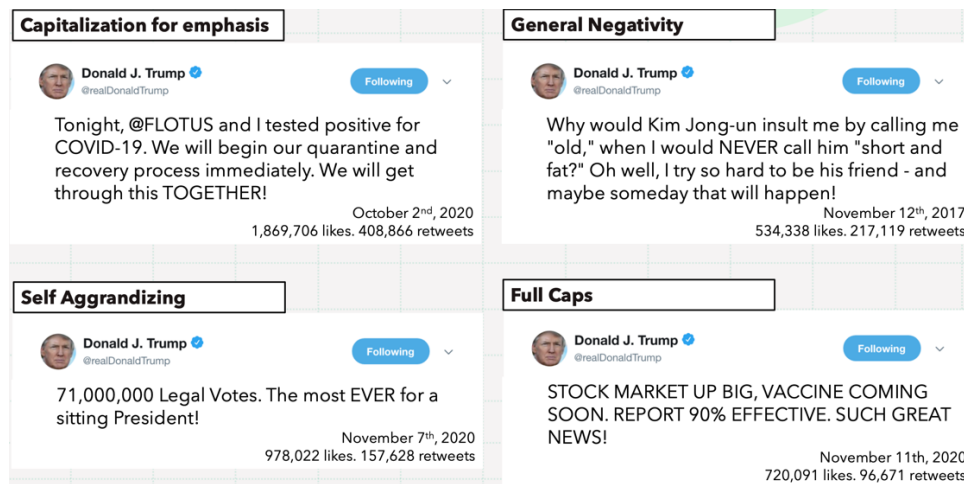 Capitalization for emphasis
Donald J. Trump
@realDonaldTrump
Following
Tonight, @FLOTUS and I tested positive for
COVID-19. We will begin our quarantine and
recovery process immediately. We will get
through this TOGETHER!
October 2nd, 2020
1,869,706 likes. 408,866 retweets
General Negativity
Donald J. Trump
@realDonaldTrump
Following
Why would Kim Jong-un insult me by calling me
"old," when I would NEVER call him "short and
fat?" Oh well, I try so hard to be his friend - and
maybe someday that will happen!
November 12th, 2017
534,338 likes. 217,119 retweets
Self Aggrandizing
Donald J. Trump
@realDonaldTrump
Following
71,000,000 Legal Votes. The most EVER for a
sitting President!
November 7th, 2020
978,022 likes. 157,628 retweets
Full Caps
Donald J. Trump
@realDonaldTrump
Following
STOCK MARKET UP BIG, VACCINE COMING
SOON. REPORT 90% EFFECTIVE. SUCH GREAT
NEWS!
November 11th, 2020
720,091 likes. 96,671 retweets